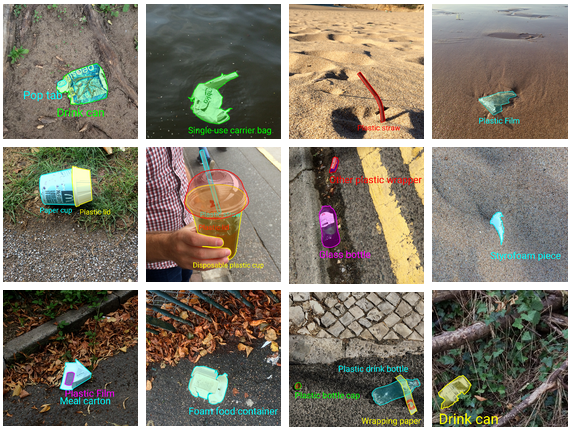 Pop tab
Drink can
Single-use carrier bag
Plastic straw
Plastic Film
Paper cup
Plastic lid
Disposable plastic cup
Other plastic wrapper
Glass bottle
Styrofoam piece
Plastic Film
Meal carton
Foam food container
Plastic drink bottle
Plastic bottle cap
Wrapping paper
Drink can